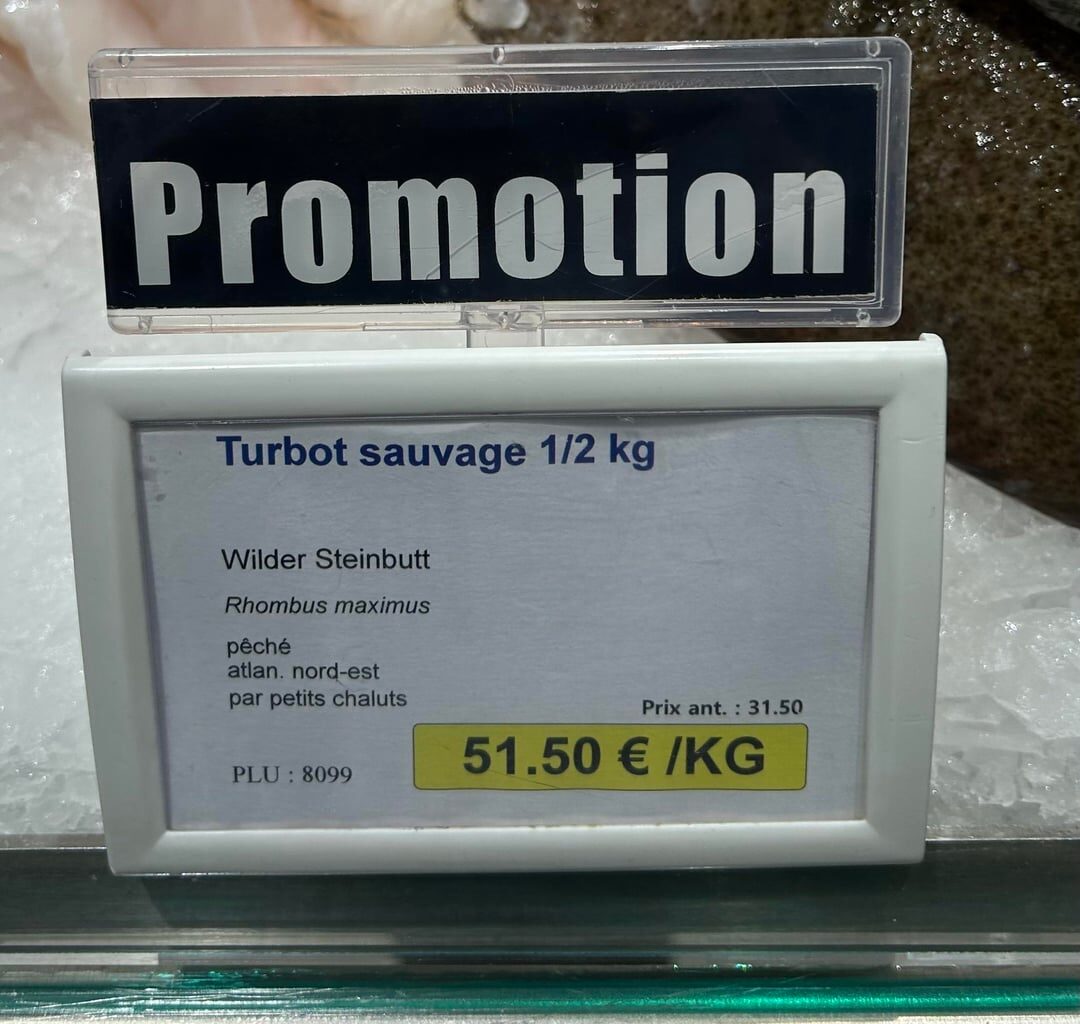 Promotion
Turbot sauvage 1/2 kg
Wilder Steinbutt
Rhombus maximus
pêché
atlan. nord-est
par petits chaluts
Prix ant. : 31.50
51.50 € /KG
PLU : 8099